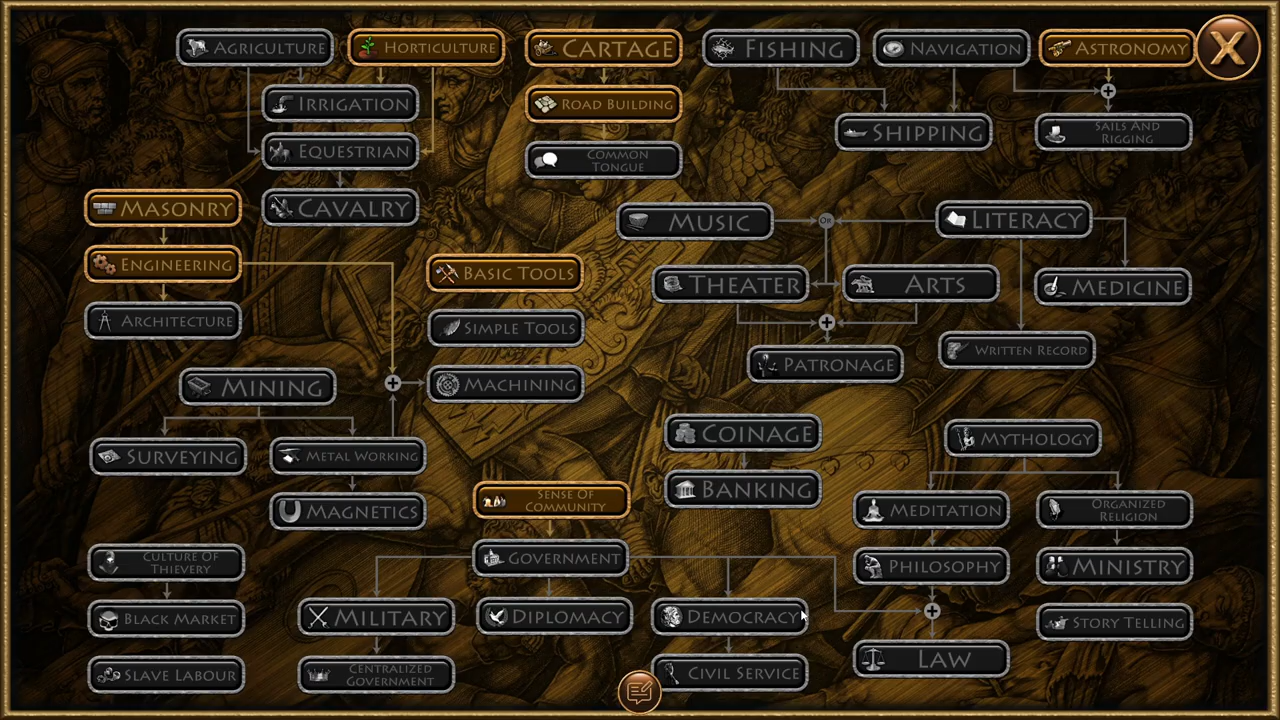 AGRICULTURE
HORTICULTURE
CARTAGE
FISHING
NAVIGATION
ASTRONOMY
IRRIGATION
ROAD BUILDING
SHIPPING
SAILS AND
RIGGING
EQUESTRIAN
COMMON
TONGUE
MASONRY
CAVALRY
MUSIC
OR
LITERACY
ENGINEERING
BASIC TOOLS
THEATER
ARTS
MEDICINE
ARCHITECTURE
SIMPLE TOOLS
WRITTEN RECORD
PATRONAGE
MINING
MACHINING
COINAGE
MYTHOLOGY
SURVEYING
METAL WORKING
BANKING
SENSE OF
COMMUNITY
MAGNETICS
MEDITATION
ORGANIZED
RELIGION
CULTURE OF
THIEVERY
GOVERNMENT
PHILOSOPHY
MINISTRY
BLACK MARKET
MILITARY
DIPLOMACY
DEMOCRACY
STORY TELLING
SLAVE LABOUR
CENTRALIZED
GOVERNMENT
CIVIL SERVICE
LAW